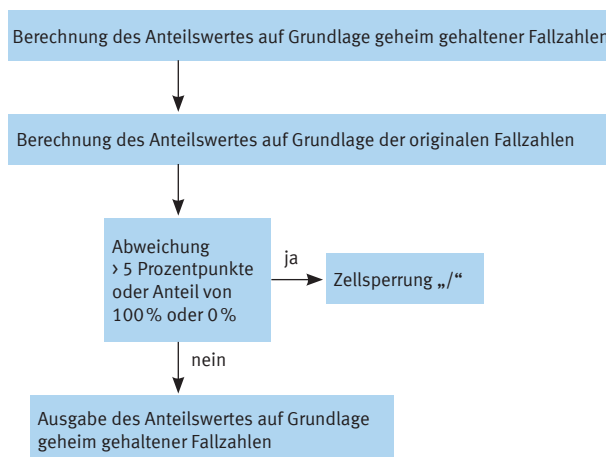 Berechnung des Anteilswertes auf Grundlage geheim gehaltener Fallzahlen
Berechnung des Anteilswertes auf Grundlage der originalen Fallzahlen
Abweichung
> 5 Prozentpunkte
oder Anteil von
100 % oder 0 %
ja
Zellsperrung „/“
nein
Ausgabe des Anteilswertes auf Grundlage
geheim gehaltener Fallzahlen